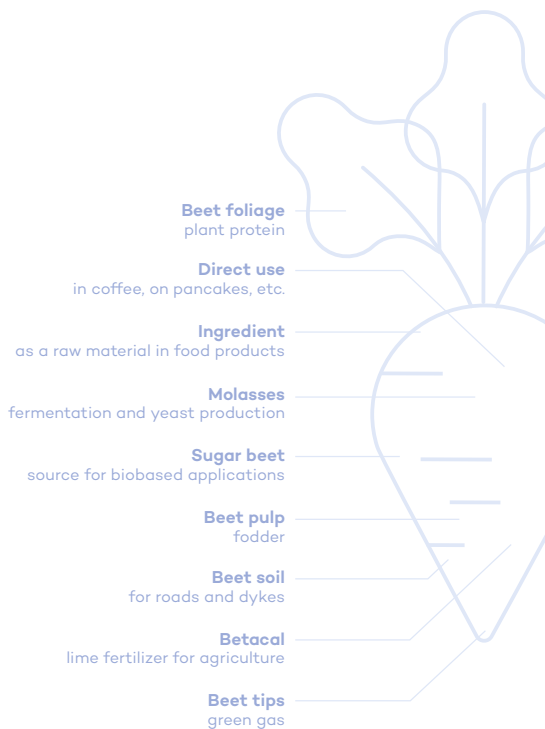 Beet foliage
plant protein
Direct use
in coffee, on pancakes, etc.
Ingredient
as a raw material in food products
Molasses
fermentation and yeast production
Sugar beet
source for biobased applications
Beet pulp
fodder
Beet soil
for roads and dykes
Betacal
lime fertilizer for agriculture
Beet tips
green gas